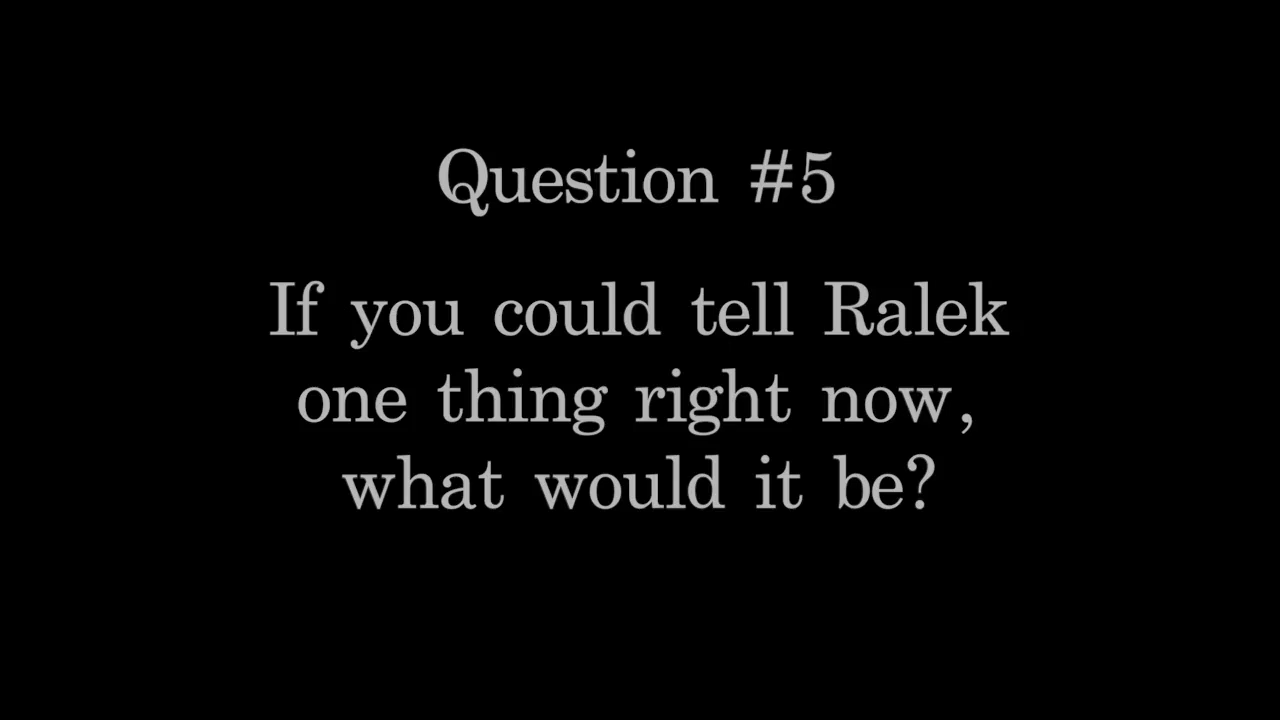 Question #5
If you could tell Ralek
one thing right now,
what would it be?